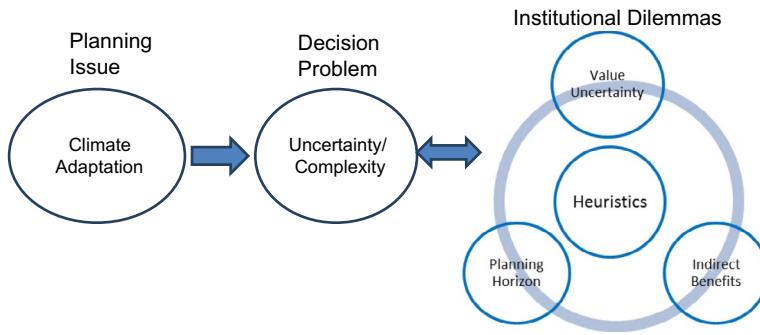 Planning
Issue
Climate
Adaptation
Decision
Problem
Uncertainty/
Complexity
Institutional Dilemmas
Value
Uncertainty
Heuristics
Planning
Horizon
Indirect
Benefits